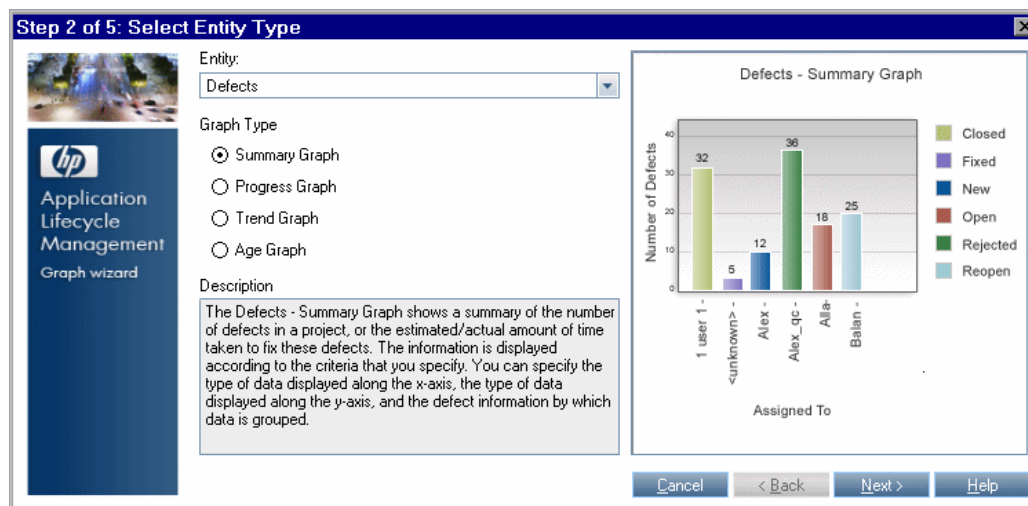 Step 2 of 5: Select Entity Type
hp
Application
Lifecycle
Management
Graph wizard
Entity:
Defects
Graph Type
Summary Graph
Progress Graph
Trend Graph
Age Graph
Description
The Defects - Summary Graph shows a summary of the number
of defects in a project, or the estimated/actual amount of time
taken to fix these defects. The information is displayed
according to the criteria that you specify. You can specify the
type of data displayed along the x-axis, the type of data
displayed along the y-axis, and the defect information by which
data is grouped.
Defects - Summary Graph
Number of Defects
40
30
20
10
0
32
5
12
36
18
25
1 user 1 -
<unknown> -
Alex -
Alex_qc -
Alla-
Balan -
Assigned To
Closed
Fixed
New
Open
Rejected
Reopen
Cancel
< Back
Next >
Help